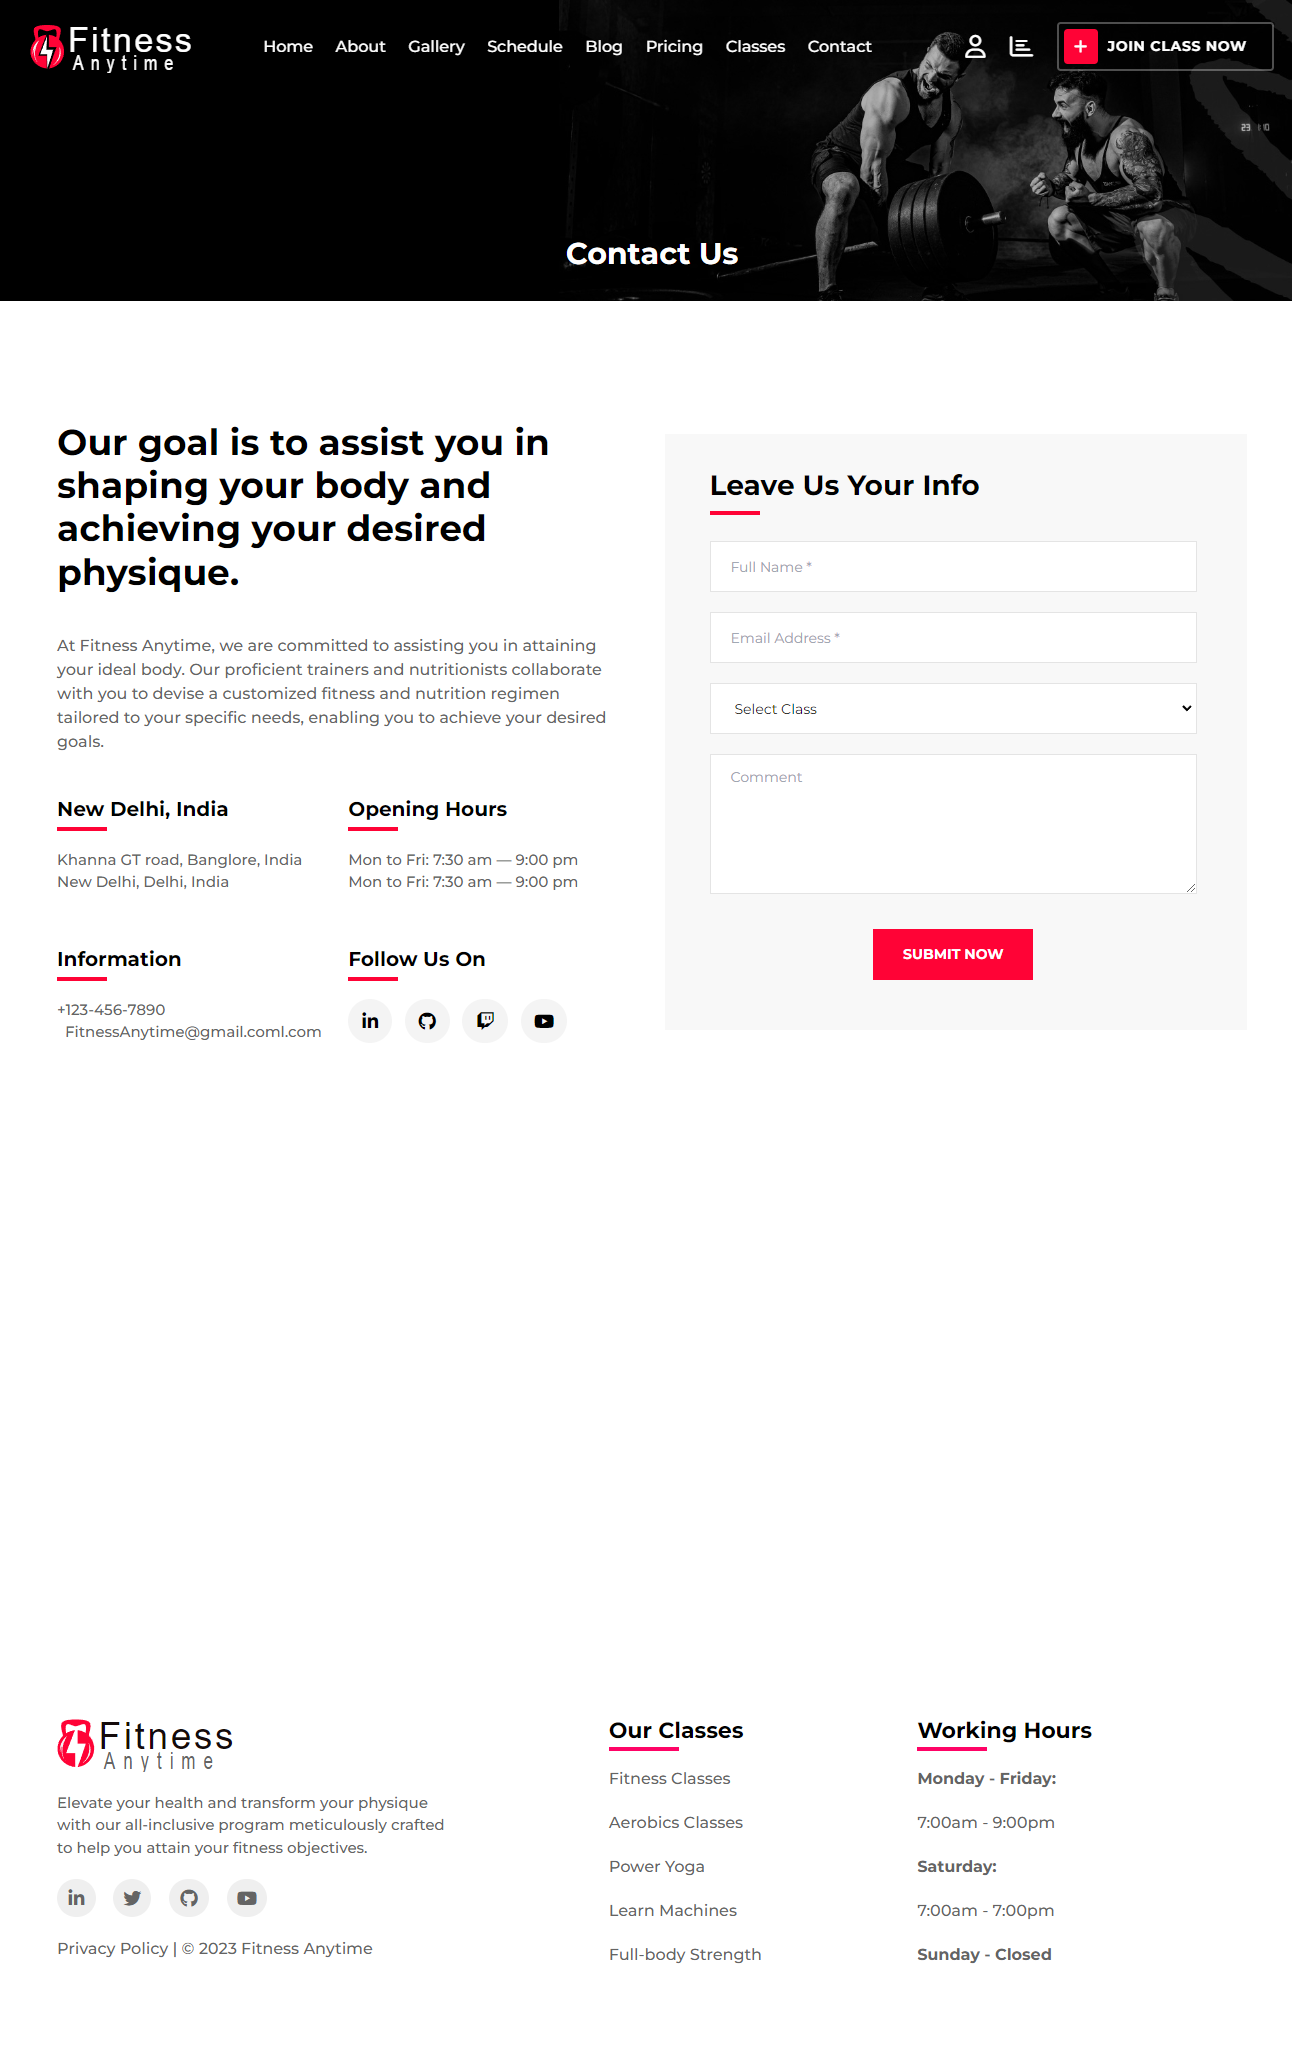 Fitness
Anytime
Home About Gallery Schedule Blog Pricing Classes Contact
+ JOIN CLASS NOW
Contact Us
Our goal is to assist you in
shaping your body and
achieving your desired
physique.
At Fitness Anytime, we are committed to assisting you in attaining
your ideal body. Our proficient trainers and nutritionists collaborate
with you to devise a customized fitness and nutrition regimen
tailored to your specific needs, enabling you to achieve your desired
goals.
New Delhi, India
Khanna GT road, Banglore, India
New Delhi, Delhi, India
Opening Hours
Mon to Fri: 7:30 am — 9:00 pm
Mon to Fri: 7:30 am — 9:00 pm
Information
+123-456-7890
FitnessAnytime@gmail.coml.com
Follow Us On
Leave Us Your Info
Full Name *
Email Address *
Select Class
Comment
SUBMIT NOW
Fitness
Anytime
Elevate your health and transform your physique
with our all-inclusive program meticulously crafted
to help you attain your fitness objectives.
Privacy Policy | © 2023 Fitness Anytime
Our Classes
Fitness Classes
Aerobics Classes
Power Yoga
Learn Machines
Full-body Strength
Working Hours
Monday - Friday:
7:00am - 9:00pm
Saturday:
7:00am - 7:00pm
Sunday - Closed